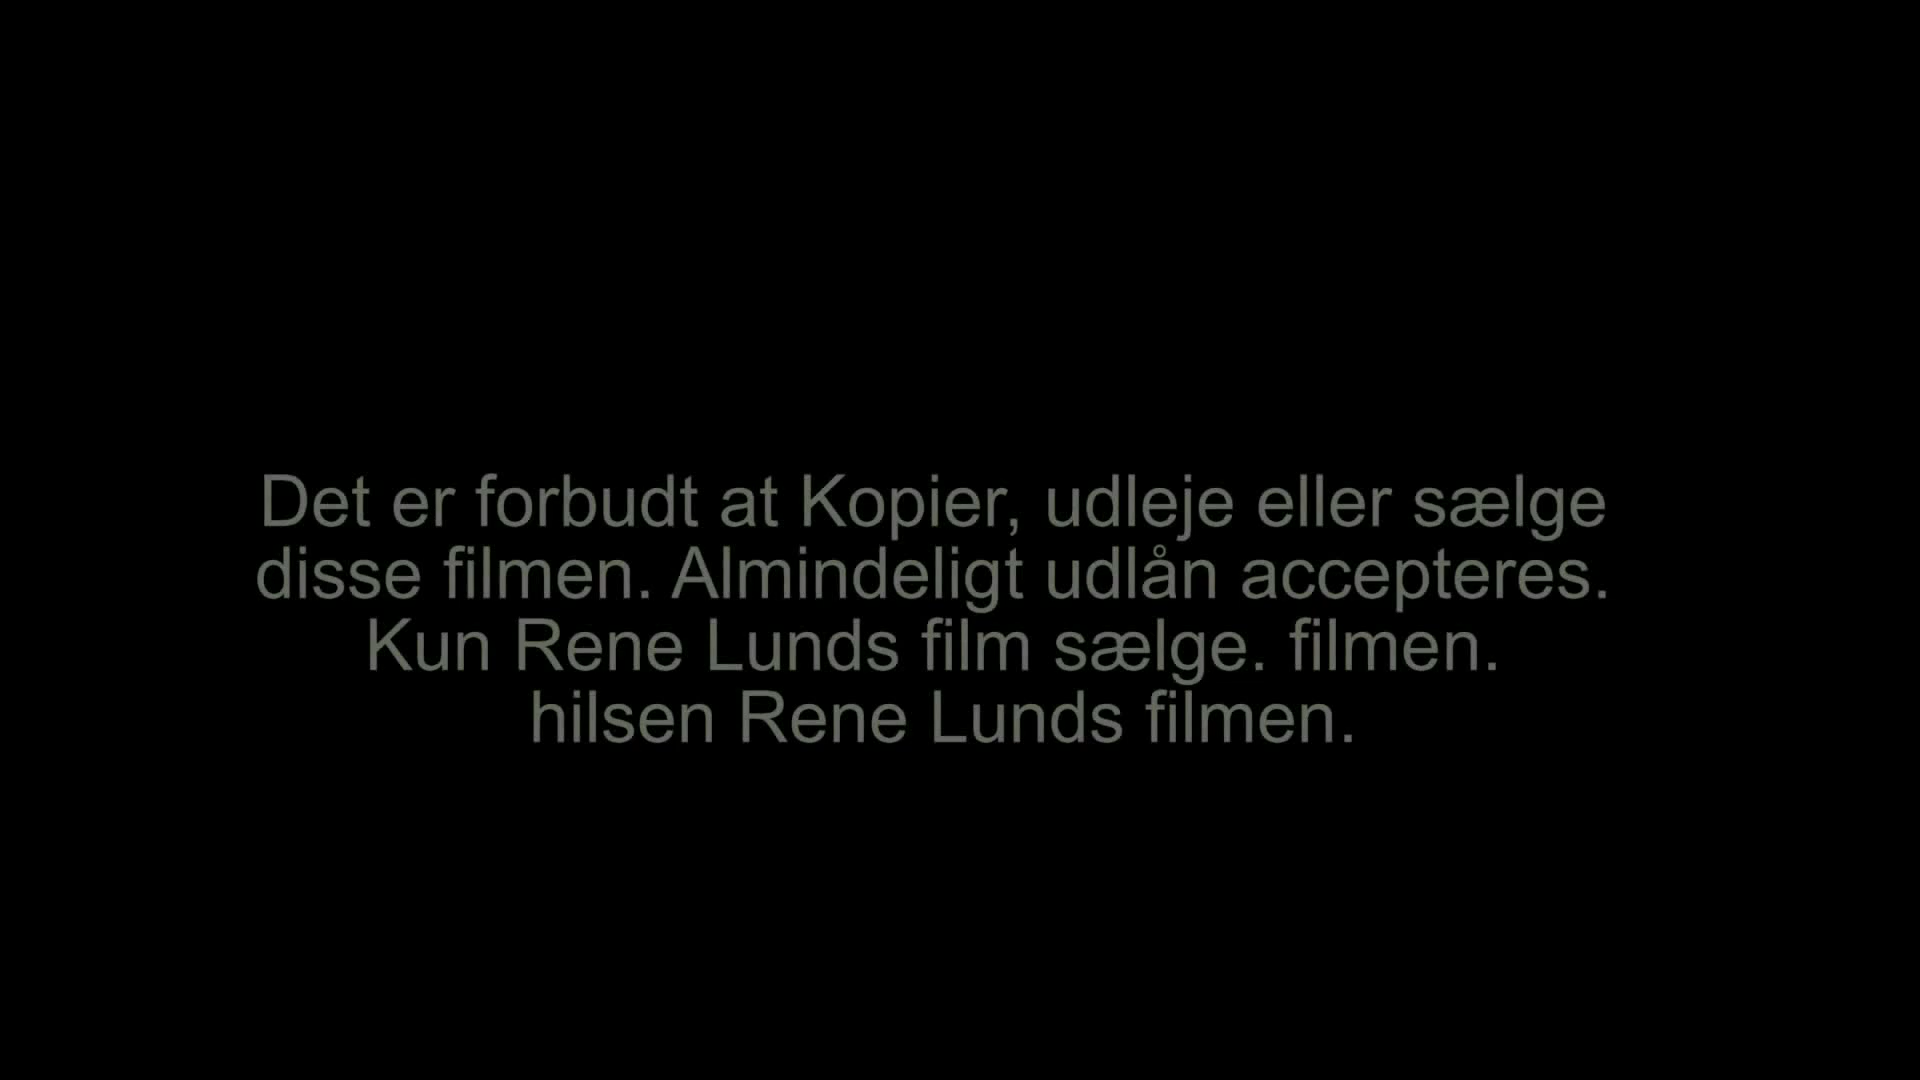 Det er forbudt at Kopier, udleje eller sælge
disse filmen. Almindeligt udlån accepteres.
Kun Rene Lunds film sælge. filmen.
hilsen Rene Lunds filmen.